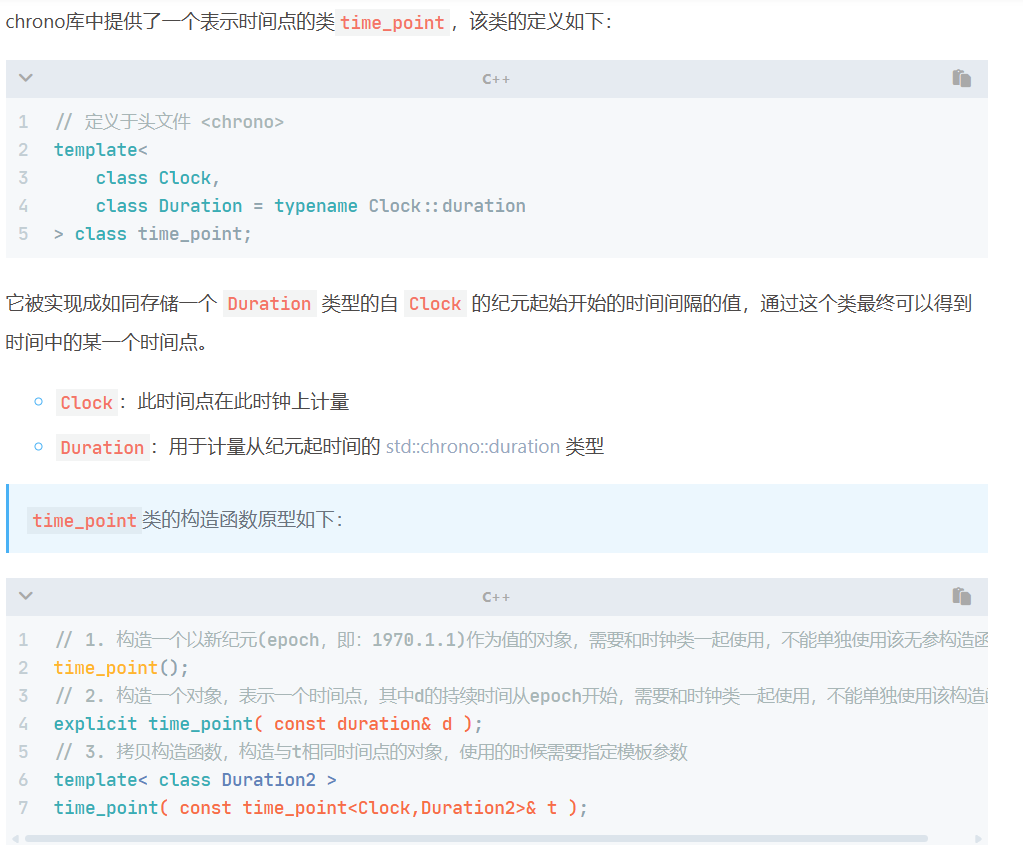 chrono库中提供了一个表示时间点的类time_point，该类的定义如下：
C++
1 // 定义于头文件 <chrono>
2 template<
3 class Clock,
4 class Duration = typename Clock::duration
5 > class time_point;
它被实现成如同存储一个 Duration 类型的自 Clock 的纪元起始开始的时间间隔的值，通过这个类最终可以得到
时间中的某一个时间点。
Clock：此时间点在此时钟上计量
Duration：用于计量从纪元起时间的 std::chrono::duration 类型
time_point类的构造函数原型如下：
C++
1 // 1. 构造一个以新纪元(epoch，即：1970.1.1)作为值的对象，需要和时钟类一起使用，不能单独使用该无参构造函
2 time_point();
3 // 2. 构造一个对象，表示一个时间点，其中d的持续时间从epoch开始，需要和时钟类一起使用，不能单独使用该构造
4 explicit time_point( const duration& d );
5 // 3. 拷贝构造函数，构造与t相同时间点的对象，使用的时候需要指定模板参数
6 template< class Duration2 >
7 time_point( const time_point<Clock,Duration2>& t );